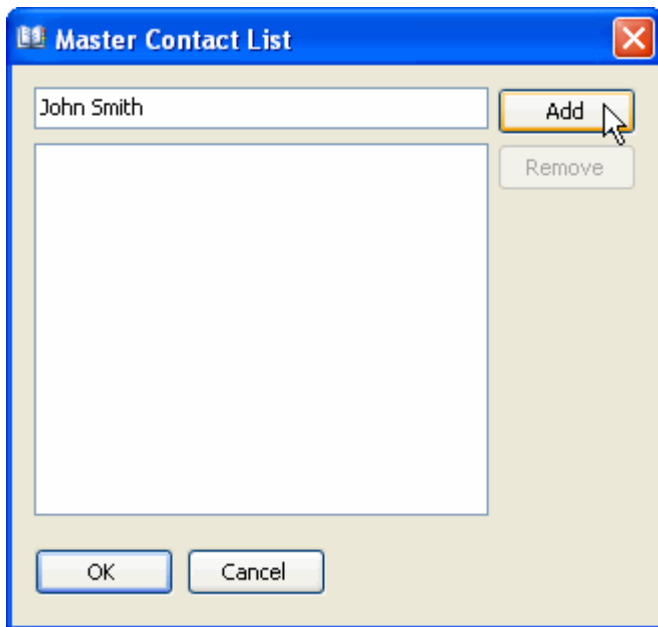 Master Contact List
John Smith
Add
Remove
OK
Cancel